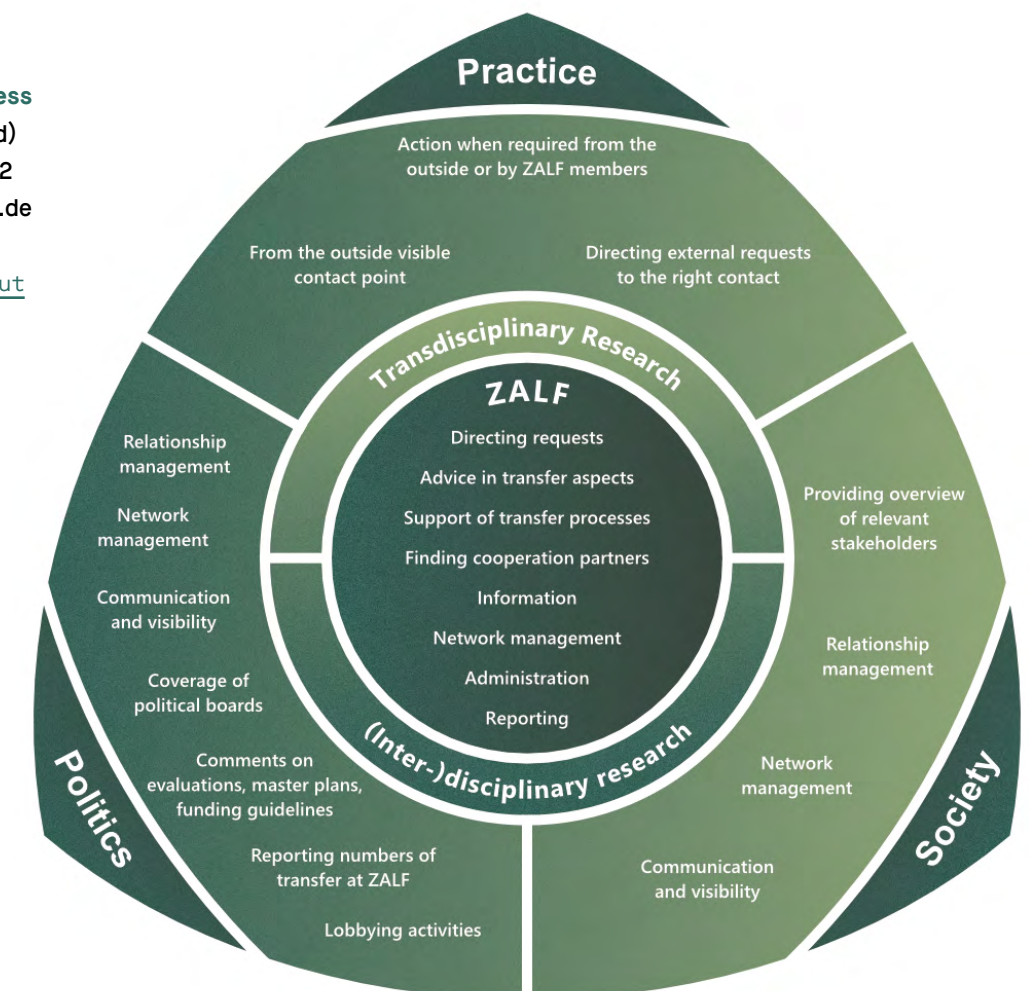 ess
d)
2
.de
ut
Practice
Action when required from the
outside or by ZALF members
From the outside visible
contact point
Directing external requests
to the right contact
Transdisciplinary Research
ZALF
Directing requests
Advice in transfer aspects
Support of transfer processes
Finding cooperation partners
Information
Network management
Administration
Reporting
(Inter-)disciplinary research
Relationship
management
Network
management
Communication
and visibility
Coverage of
political boards
Comments on
evaluations, master plans,
funding guidelines
Reporting numbers of
transfer at ZALF
Lobbying activities
Politics
Providing overview
of relevant
stakeholders
Relationship
management
Network
management
Communication
and visibility
Society